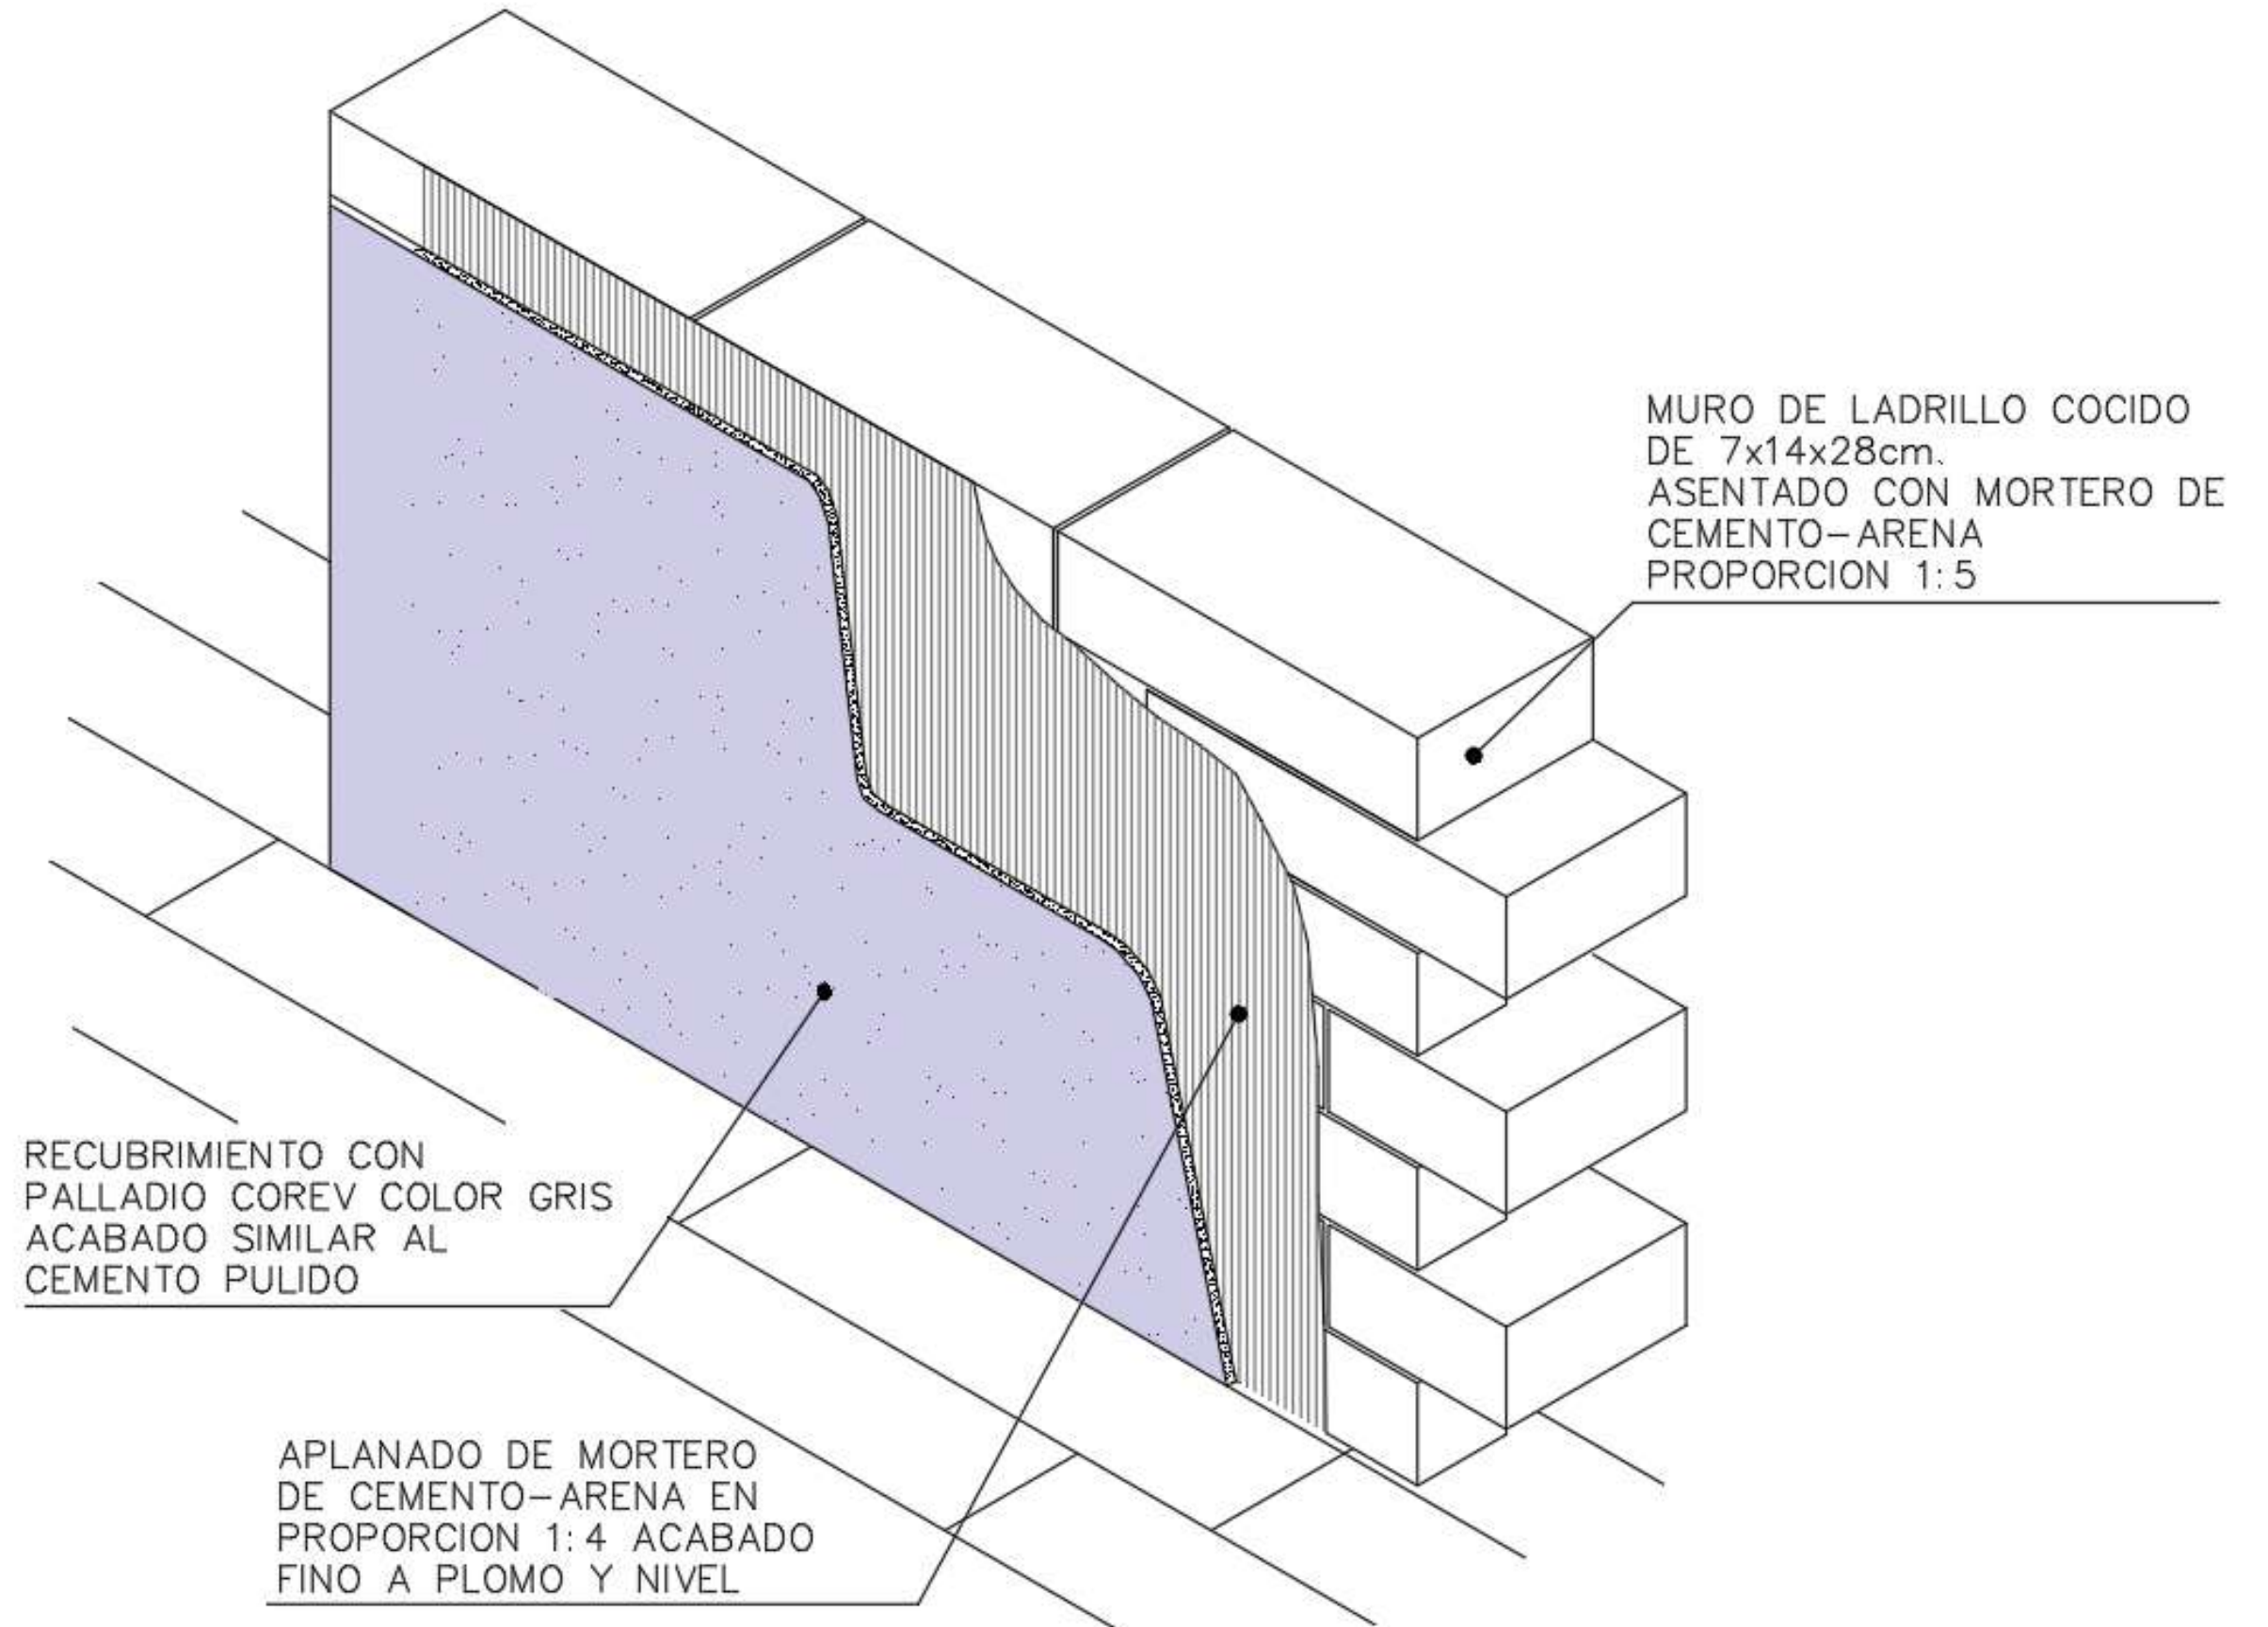 MURO DE LADRILLO COCIDO
DE 7x14x28cm.
ASENTADO CON MORTERO DE
CEMENTO-ARENA
PROPORCION 1:5
RECUBRIMIENTO CON
PALLADIO COREV COLOR GRIS
ACABADO SIMILAR AL
CEMENTO PULIDO
APLANADO DE MORTERO
DE CEMENTO-ARENA EN
PROPORCION 1:4 ACABADO
FINO A PLOMO Y NIVEL